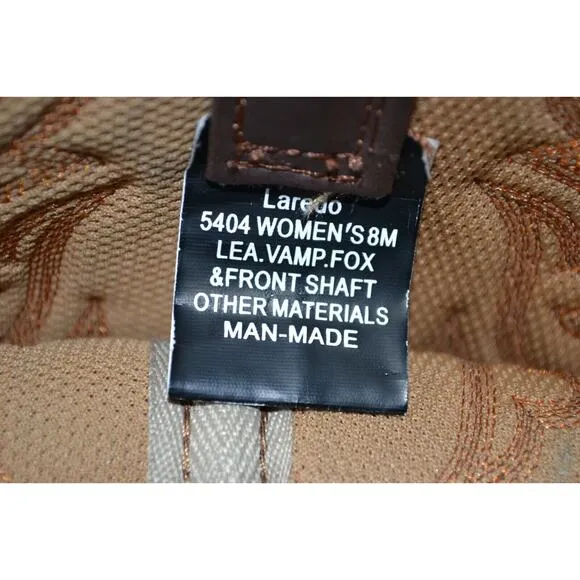 Laredo
5404 WOMEN'S 8M
LEA.VAMP.FOX
&FRONT SHAFT
OTHER MATERIALS
MAN-MADE